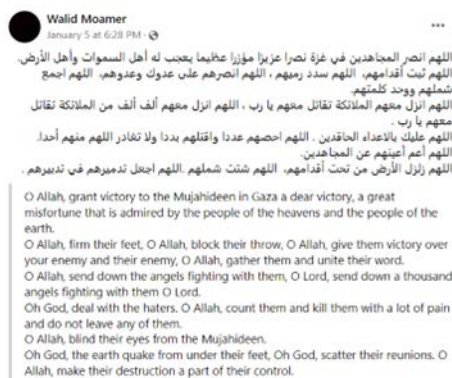 Walid Moamer
January 5 at 6:28 PM ·
اللهم انصر المجاهدين في غزة نصرا عزيزا مؤزرا عظيما يعجب له أهل السموات وأهل الأرض.
اللهم ثبت أقدامهم، اللهم سدد رميهم ، اللهم انصرهم على عدوك وعدوهم، اللهم اجمع
شملهم ووحد كلمتهم.
اللهم انزل معهم الملائكة تقاتل معهم يا رب ، اللهم انزل معهم ألف ألف من الملائكة تقاتل
معهم يا رب .
اللهم عليك بالاعداء الحاقدين . اللهم احصهم عددا واقتلهم بددا ولا تغادر اللهم منهم أحدا.
اللهم أعم أعينهم عن المجاهدين.
اللهم زلزل الأرض من تحت أقدامهم، اللهم شتت شملهم .اللهم اجعل تدميرهم في تدبيرهم .
O Allah, grant victory to the Mujahideen in Gaza a dear victory, a great
misfortune that is admired by the people of the heavens and the people of the
earth.
O Allah, firm their feet, O Allah, block their throw, O Allah, give them victory over
your enemy and their enemy, O Allah, gather them and unite their word.
O Allah, send down the angels fighting with them, O Lord, send down a thousand
angels fighting with them O Lord.
Oh God, deal with the haters. O Allah, count them and kill them with a lot of pain
and do not leave any of them.
O Allah, blind their eyes from the Mujahideen.
Oh God, the earth quake from under their feet, Oh God, scatter their reunions. O
Allah, make their destruction a part of their control.